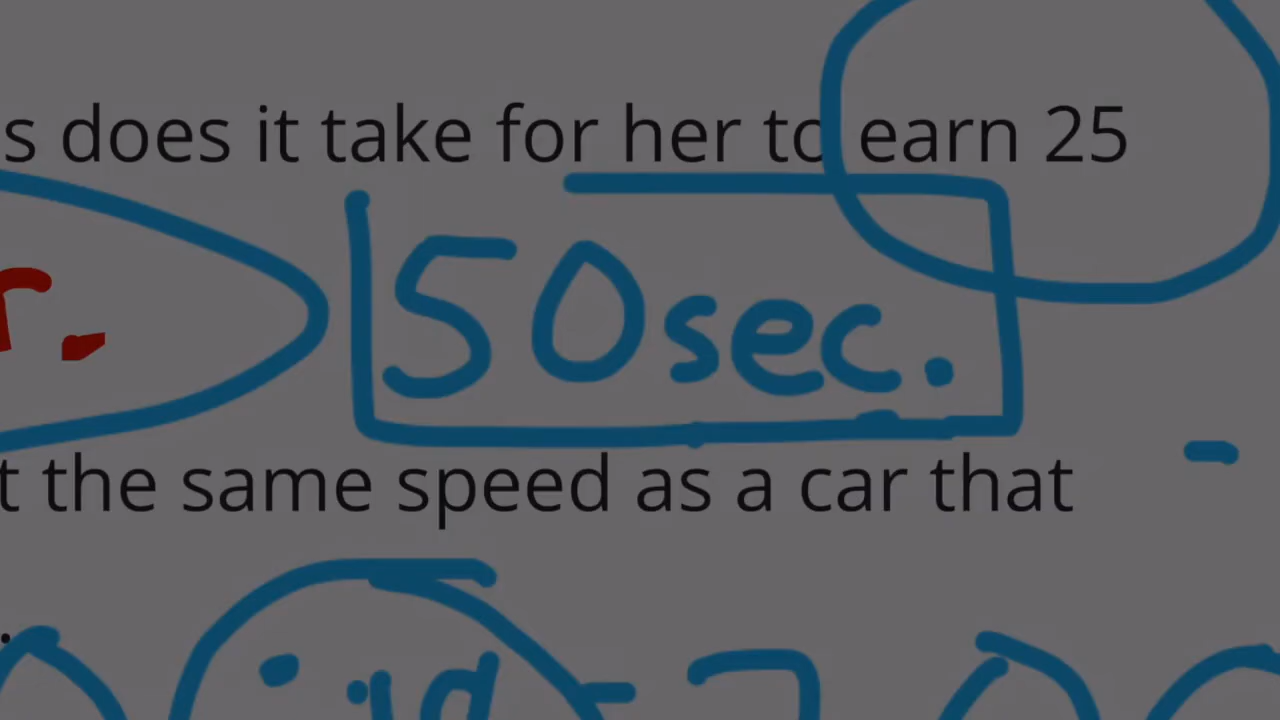 s does it take for her to earn 25
r. 50sec.
t the same speed as a car that